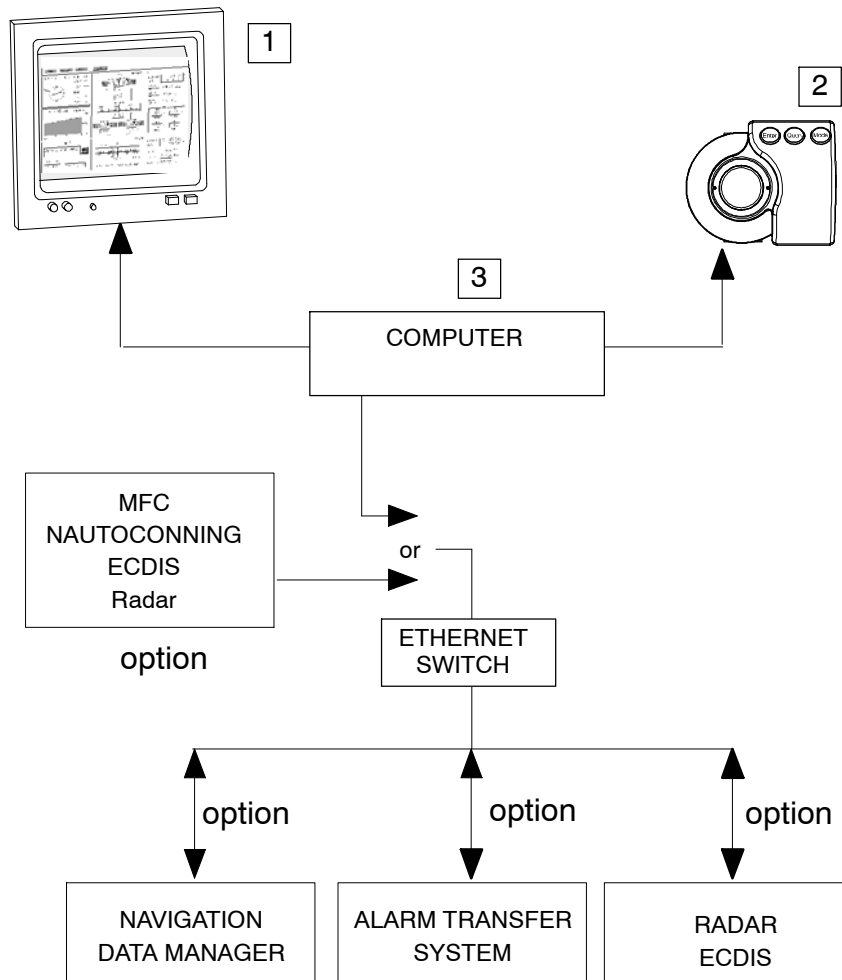 1
2
Enter Query Mode
3
COMPUTER
MFC
NAUTOCONNING
ECDIS
Radar
option
or
ETHERNET
SWITCH
option
option
option
NAVIGATION
DATA MANAGER
ALARM TRANSFER
SYSTEM
RADAR
ECDIS